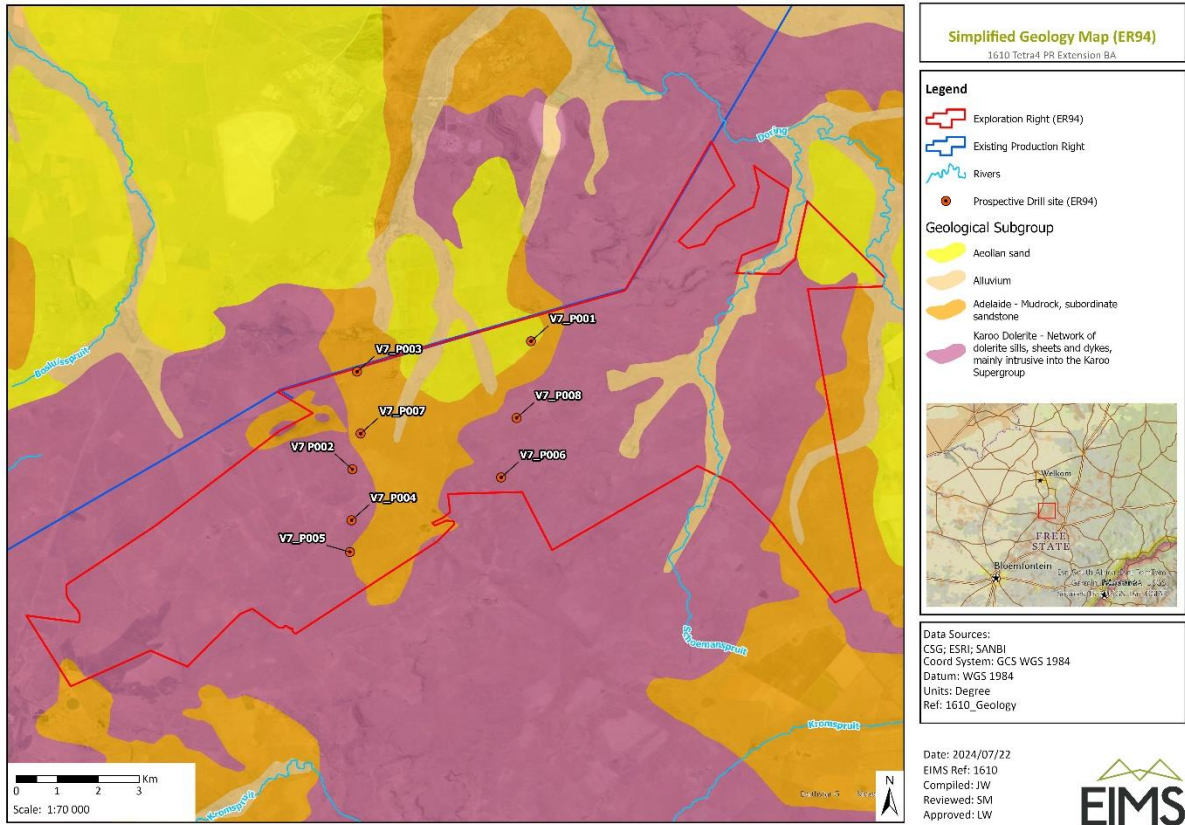 Simplified Geology Map (ER94)
1610 Tetra4 PR Extension BA
Legend
Exploration Right (ER94)
Existing Production Right
Rivers
Prospective Drill site (ER94)
Geological Subgroup
Aeolian sand
Alluvium
Adelaide - Mudrock, subordinate
sandstone
Karoo Dolerite - Network of
dolerite sills, sheets and dykes,
mainly intrusive into the Karoo
Supergroup
Welkom
FREE
STATE
Bloemfontein
Data Sources:
CSG; ESRI; SANBI
Coord System: GCS WGS 1984
Datum: WGS 1984
Units: Degree
Ref: 1610_Geology
Date: 2024/07/22
EIMS Ref: 1610
Compiled: JW
Reviewed: SM
Approved: LW
EIMS
Doring
V7_P001
V7_P003
Bosluisspruit
V7_P008
V7_P007
V7 P002
V7_P006
V7_P004
V7_P005
Schoemanspruit
Kromspruit
Kromspruit
Km
0 1 2 3
Scale: 1:70 000
N